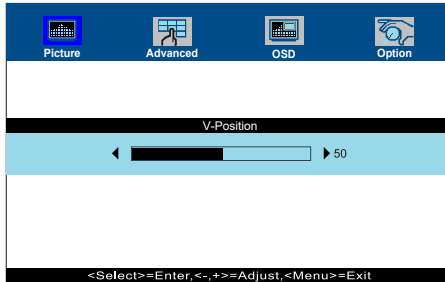 Picture Advanced OSD Option
V-Position
50
<Select>=Enter,<-,+>=Adjust,<Menu>=Exit